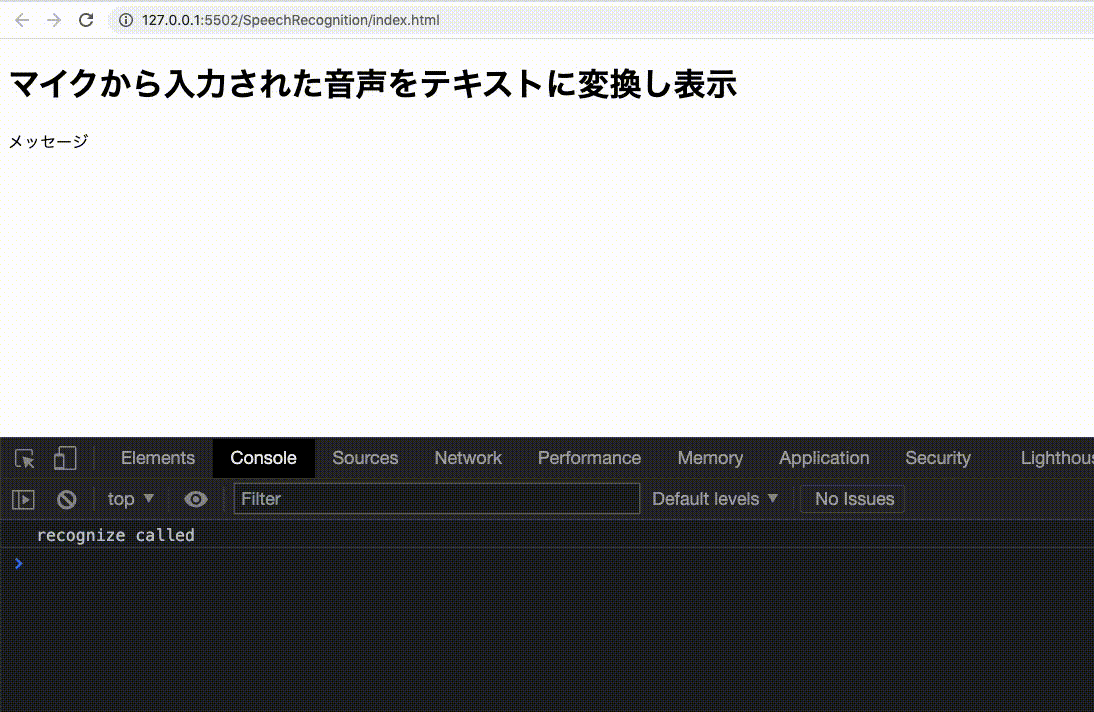 127.0.0.1:5502/SpeechRecognition/index.html
マイクから入力された音声をテキストに変換し表示
メッセージ
Elements Console Sources Network Performance Memory Application Security Lighthous
top Filter Default levels No Issues
recognize called